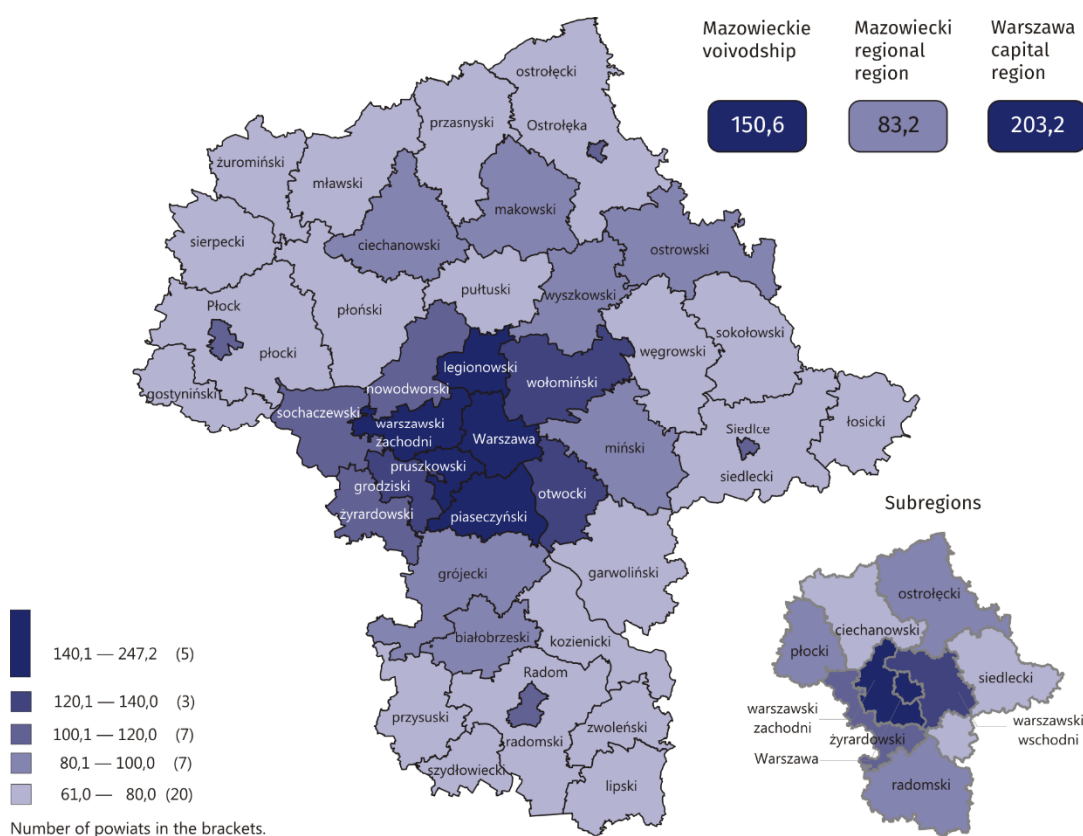 Mazowieckie
voivodship
150,6
Mazowiecki
regional
region
83,2
Warszawa
capital
region
203,2
ostrołęcki
przasnyski
Ostrołęka
żuromiński
mławski
makowski
sierpecki
ciechanowski
ostrowski
pułtuski
wyszkowski
Płock
płoński
płocki
sokołowski
węgrowski
legionowski
wołomiński
nowodworski
gostyniński
sochaczewski
warszawski
zachodni
Warszawa
łosicki
Siedlce
miński
pruszkowski
siedlecki
grodziski
otwocki
żyrardowski
piaseczyński
grójecki
garwoliński
białobrzeski
kozienicki
Radom
przysuski
zwoleński
radomski
szydłowiecki
lipski
Subregions
ostrołęcki
ciechanowski
płocki
siedlecki
warszawski
zachodni
warszawski
wschodni
żyrardowski
Warszawa
radomski
140,1 — 247,2 (5)
120,1 — 140,0 (3)
100,1 — 120,0 (7)
80,1 — 100,0 (7)
61,0 — 80,0 (20)
Number of powiats in the brackets.